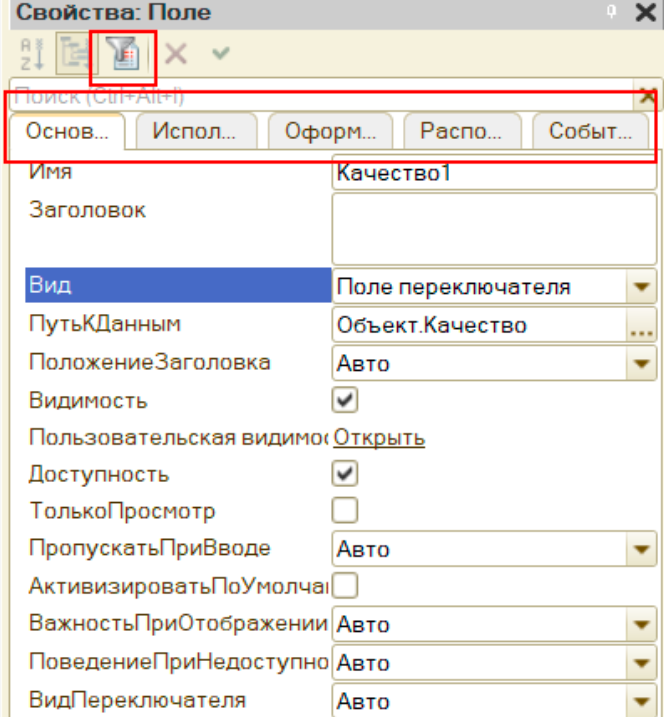 Свойства: Поле
Поиск (Ctrl+Alt+I)
Основ... Испол... Оформ... Распо... Событ...
Имя Качество1
Заголовок
Вид Поле переключателя
ПутьКДанным Объект.Качество ...
ПоложениеЗаголовка Авто
Видимость
Пользовательская видимос Открыть
Доступность
ТолькоПросмотр
ПропускатьПриВводе Авто
АктивизироватьПоУмолча
ВажностьПриОтображении Авто
ПоведениеПриНедоступно Авто
ВидПереключателя Авто